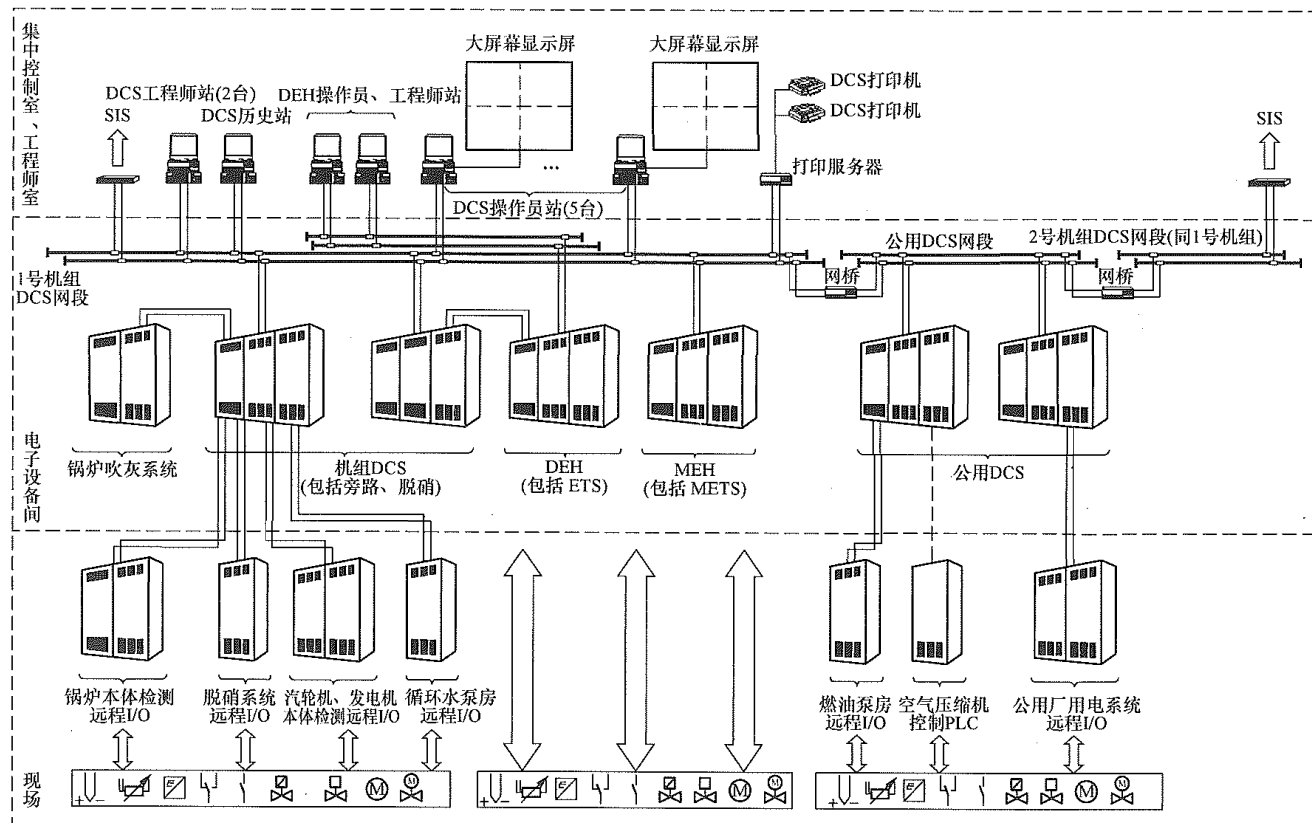 集中控制室、工程师室
大屏幕显示屏
大屏幕显示屏
DCS工程师站(2台)
DEH操作员、工程师站
DCS打印机
SIS
DCS历史站
DCS打印机
SIS
...
打印服务器
DCS操作员站(5台)
公用DCS网段
2号机组DCS网段(同1号机组)
1号机组
DCS网段
网桥
网桥
电子设备间
锅炉吹灰系统
机组DCS
(包括旁路、脱硝)
DEH
(包括 ETS)
MEH
(包括 METS)
公用DCS
锅炉本体检测
远程I/O
脱硝系统
远程I/O
汽轮机、发电机
本体检测远程I/O
循环水泵房
远程I/O
燃油泵房
远程I/O
空气压缩机
控制PLC
公用厂用电系统
远程I/O
现场
+ − E M M
+ − E M M
+ − E M M